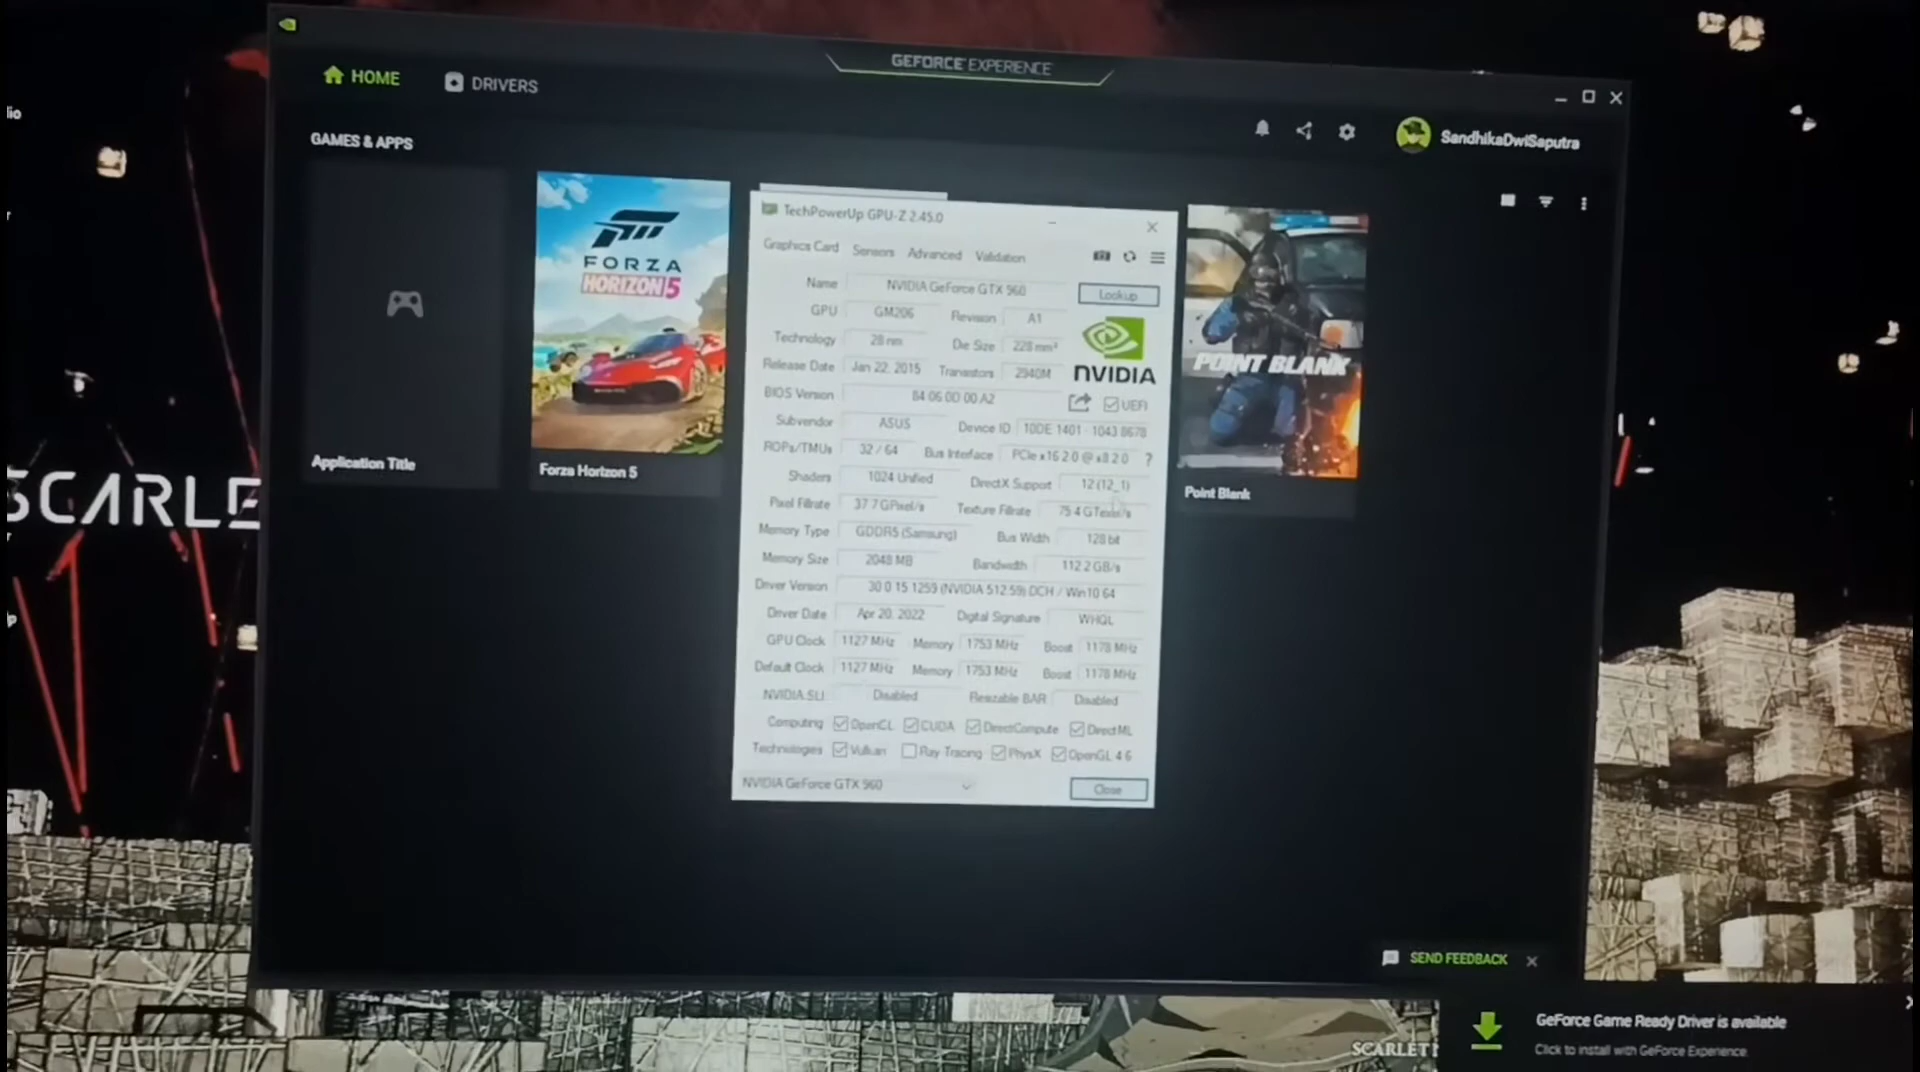 GEFORCE EXPERIENCE
HOME
DRIVERS
SandhikaDwiSaputra
GAMES & APPS
Application Title
FORZA
HORIZON 5
Forza Horizon 5
POINT BLANK
Point Blank
TechPowerUp GPU-Z 2.45.0
Graphics Card Sensors Advanced Validation
Name NVIDIA GeForce GTX 960 Lookup
GPU GM206 Revision A1
Technology 28 nm Die Size 228 mm²
Release Date Jan 22, 2015 Transistors 2940M
NVIDIA
BIOS Version 84.06.0D.00.A2 UEFI
Subvendor ASUS Device ID 10DE 1401 - 1043 8678
ROPs/TMUs 32 / 64 Bus Interface PCIe x16 2.0 @ x8 2.0 ?
Shaders 1024 Unified DirectX Support 12 (12_1)
Pixel Fillrate 37.7 GPixel/s Texture Fillrate 75.4 GTexel/s
Memory Type GDDR5 (Samsung) Bus Width 128 bit
Memory Size 2048 MB Bandwidth 112.2 GB/s
Driver Version 30.0.15.1259 (NVIDIA 512.59) DCH / Win10 64
Driver Date Apr 20, 2022 Digital Signature WHQL
GPU Clock 1127 MHz Memory 1753 MHz Boost 1178 MHz
Default Clock 1127 MHz Memory 1753 MHz Boost 1178 MHz
NVIDIA SLI Disabled Resizable BAR Disabled
Computing OpenCL CUDA DirectCompute DirectML
Technologies Vulkan Ray Tracing PhysX OpenGL 4.6
NVIDIA GeForce GTX 960 Close
SCARLE
SEND FEEDBACK
GeForce Game Ready Driver is available
Click to install with GeForce Experience.
SCARLET